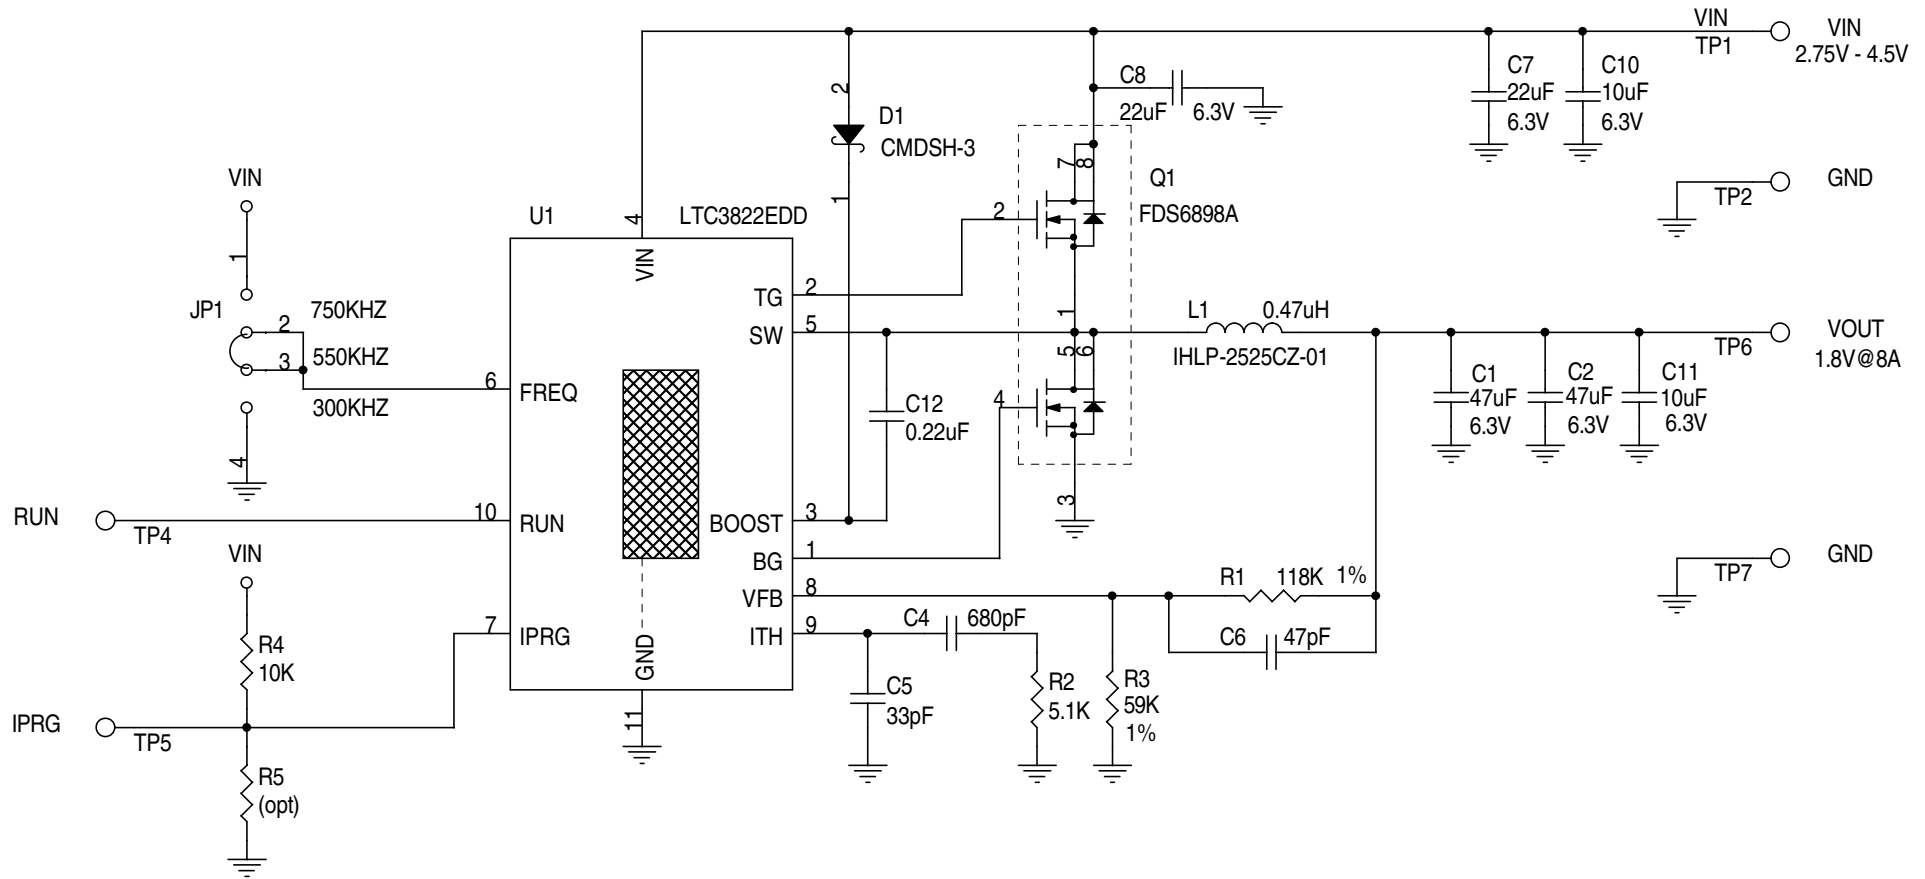 VIN
TP1
VIN
2.75V - 4.5V
C8
22uF
6.3V
C7
22uF
6.3V
C10
10uF
6.3V
2
D1
CMDSH-3
1
7
8
Q1
FDS6898A
2
TP2
GND
VIN
1
JP1
2
750KHZ
3
550KHZ
300KHZ
4
U1
LTC3822EDD
4
VIN
TG
2
SW
5
6
FREQ
10
RUN
BOOST
3
BG
1
VFB
8
7
IPRG
ITH
9
GND
11
1
5
6
4
3
L1
0.47uH
IHLP-2525CZ-01
TP6
VOUT
1.8V@8A
C1
47uF
6.3V
C2
47uF
6.3V
C11
10uF
6.3V
C12
0.22uF
RUN
TP4
VIN
R4
10K
IPRG
TP5
R5
(opt)
TP7
GND
R1
118K
1%
C6
47pF
C4
680pF
C5
33pF
R2
5.1K
R3
59K
1%